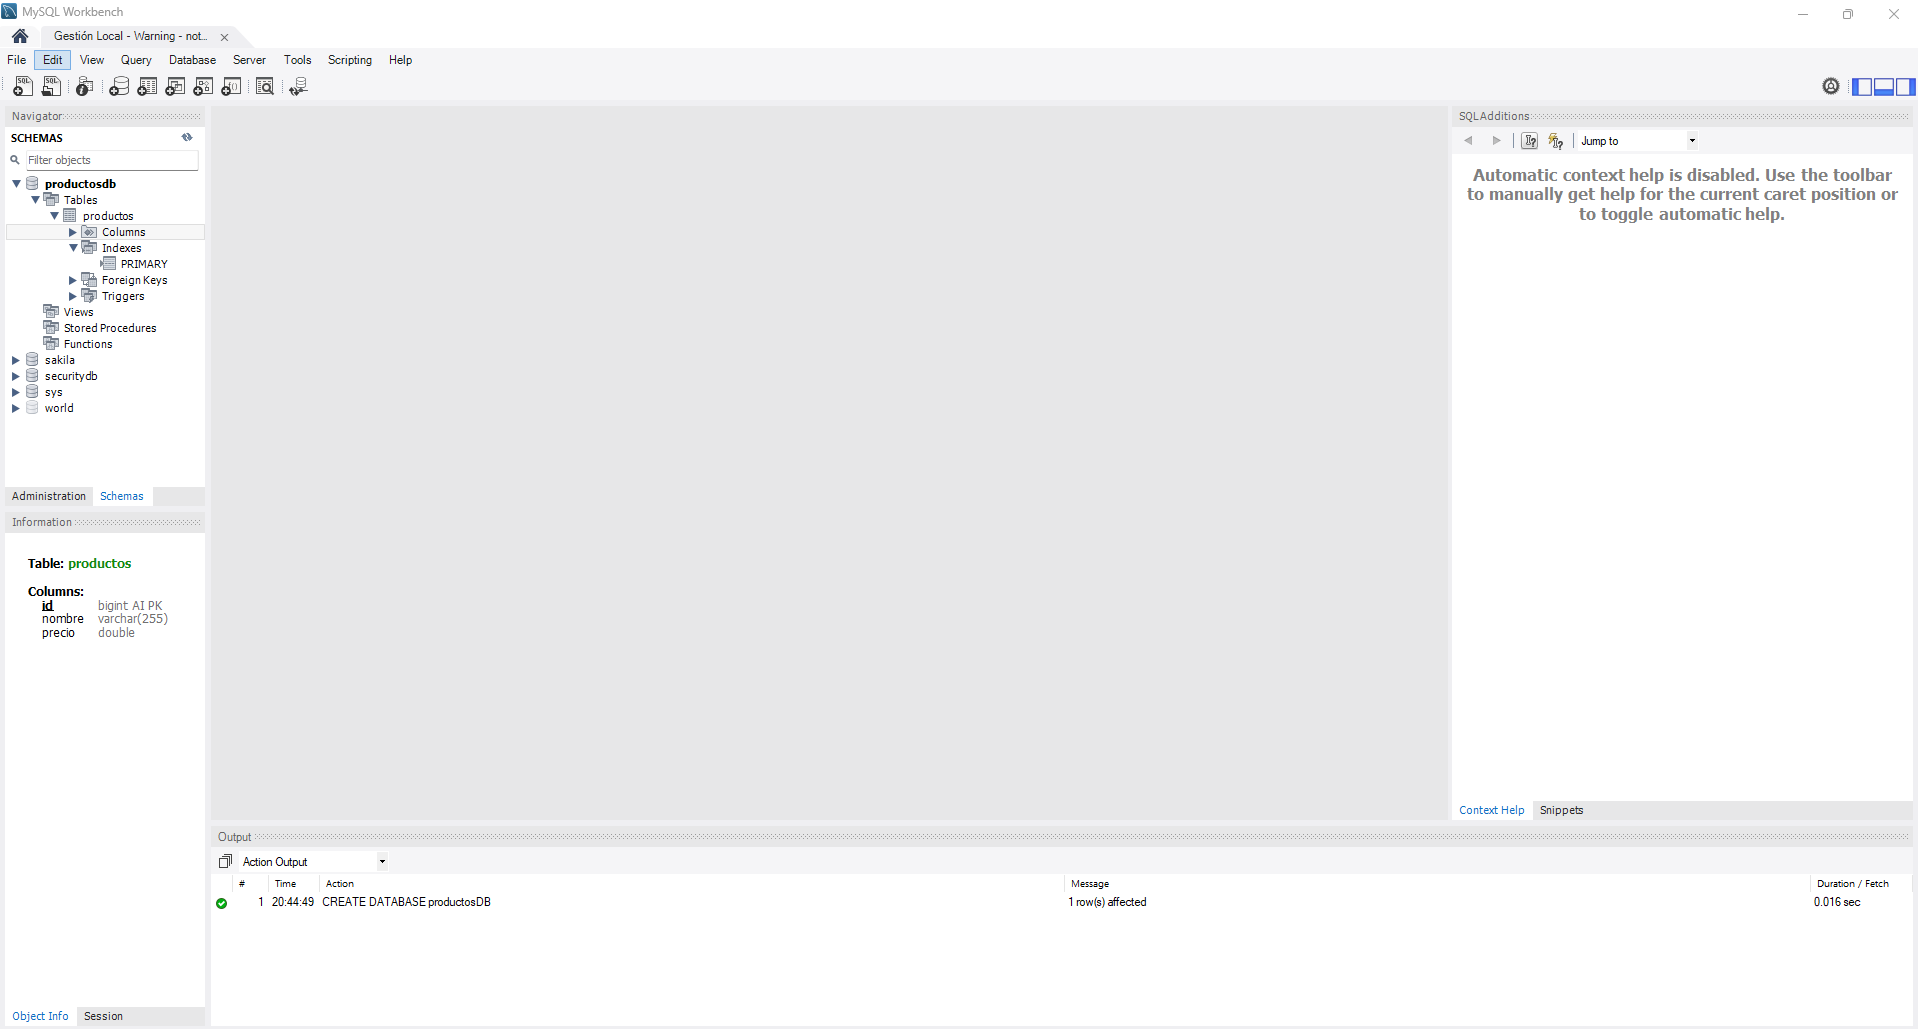 MySQL Workbench
Gestión Local - Warning - not...
File Edit View Query Database Server Tools Scripting Help
Navigator
SCHEMAS
Filter objects
productosdb
Tables
productos
Columns
Indexes
PRIMARY
Foreign Keys
Triggers
Views
Stored Procedures
Functions
sakila
securitydb
sys
world
Administration Schemas
Information
Table: productos
Columns:
id bigint AI PK
nombre varchar(255)
precio double
Object Info Session
SQLAdditions
Jump to
Automatic context help is disabled. Use the toolbar
to manually get help for the current caret position or
to toggle automatic help.
Context Help Snippets
Output
Action Output
# Time Action Message Duration / Fetch
1 20:44:49 CREATE DATABASE productosDB 1 row(s) affected 0.016 sec